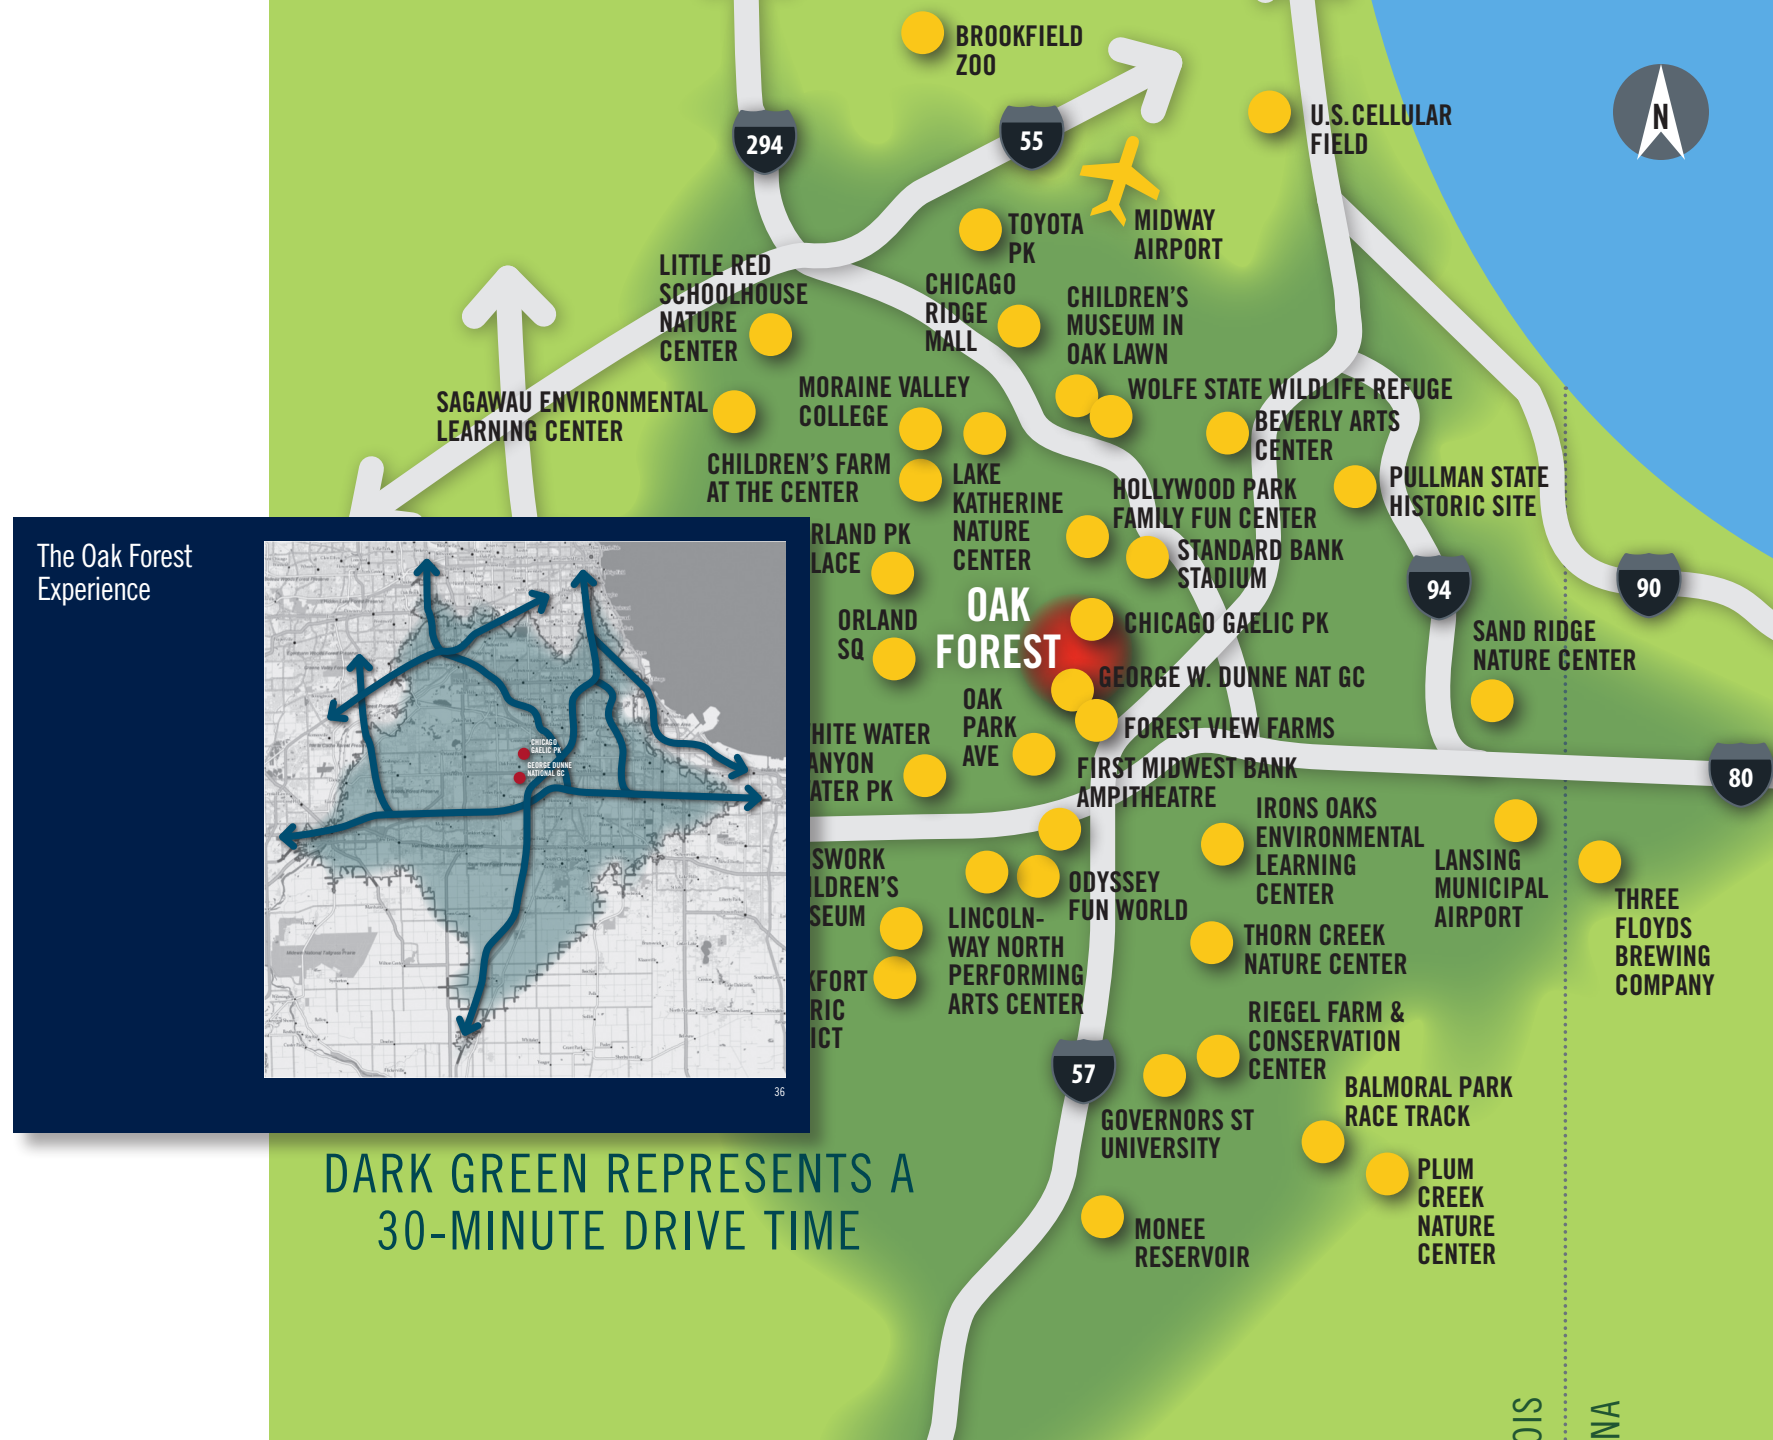 BROOKFIELD
ZOO
U.S. CELLULAR
FIELD
N
294
55
MIDWAY
AIRPORT
TOYOTA
PK
LITTLE RED
SCHOOLHOUSE
NATURE
CENTER
CHICAGO
RIDGE
MALL
CHILDREN'S
MUSEUM IN
OAK LAWN
SAGAWAU ENVIRONMENTAL
LEARNING CENTER
MORAINE VALLEY
COLLEGE
WOLFE STATE WILDLIFE REFUGE
BEVERLY ARTS
CENTER
CHILDREN'S FARM
AT THE CENTER
LAKE
KATHERINE
NATURE
CENTER
HOLLYWOOD PARK
FAMILY FUN CENTER
PULLMAN STATE
HISTORIC SITE
STANDARD BANK
STADIUM
RLAND PK
LACE
94
90
OAK
FOREST
ORLAND
SQ
CHICAGO GAELIC PK
SAND RIDGE
NATURE CENTER
GEORGE W. DUNNE NAT GC
OAK
PARK
AVE
FOREST VIEW FARMS
HITE WATER
ANYON
ATER PK
FIRST MIDWEST BANK
AMPITHEATRE
80
IRONS OAKS
ENVIRONMENTAL
LEARNING
CENTER
LANSING
MUNICIPAL
AIRPORT
THREE
FLOYDS
BREWING
COMPANY
SWORK
ILDREN'S
SEUM
ODYSSEY
FUN WORLD
LINCOLN-
WAY NORTH
PERFORMING
ARTS CENTER
THORN CREEK
NATURE CENTER
KFORT
RIC
ICT
RIEGEL FARM &
CONSERVATION
CENTER
57
GOVERNORS ST
UNIVERSITY
BALMORAL PARK
RACE TRACK
PLUM
CREEK
NATURE
CENTER
MONEE
RESERVOIR
The Oak Forest
Experience
CHICAGO
GAELIC PK
GEORGE DUNNE
NATIONAL GC
36
DARK GREEN REPRESENTS A
30-MINUTE DRIVE TIME
OIS
NA